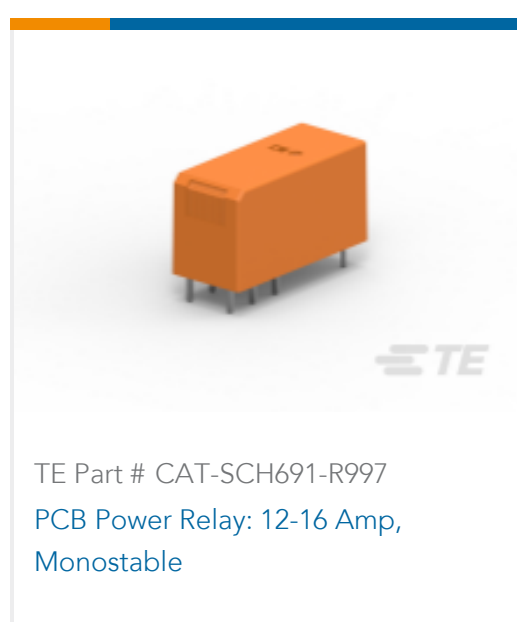 TE
TE Part # CAT-SCH691-R997
PCB Power Relay: 12-16 Amp,
Monostable